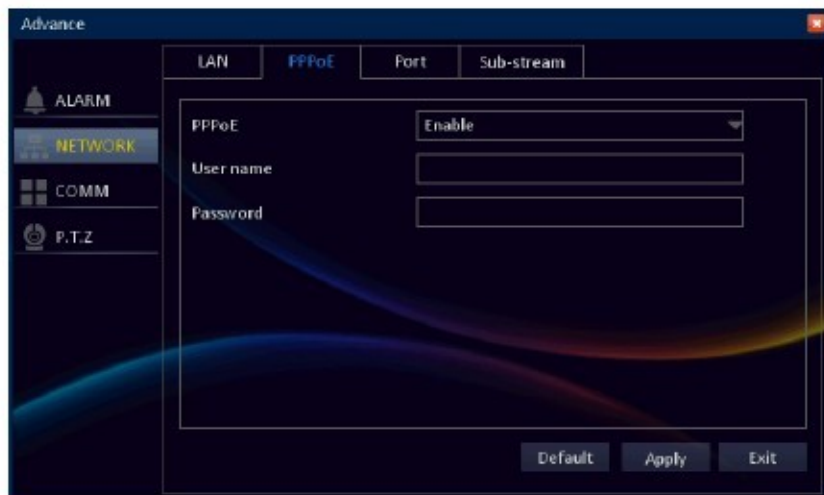 Advance
LAN PPPoE Port Sub-stream
ALARM
NETWORK
COMM
P.T.Z
PPPoE Enable
User name
Password
Default Apply Exit